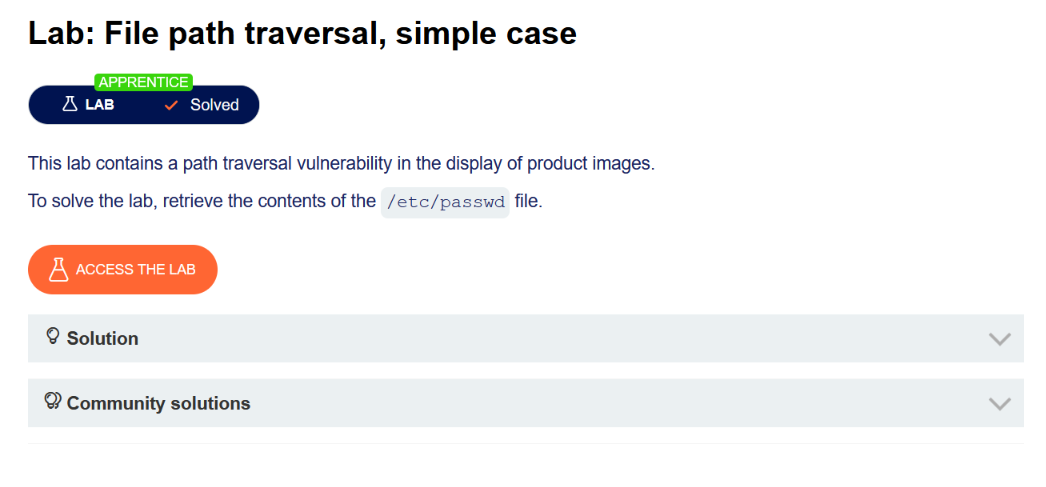 Lab: File path traversal, simple case
APPRENTICE
LAB Solved
This lab contains a path traversal vulnerability in the display of product images.
To solve the lab, retrieve the contents of the /etc/passwd file.
ACCESS THE LAB
Solution
Community solutions